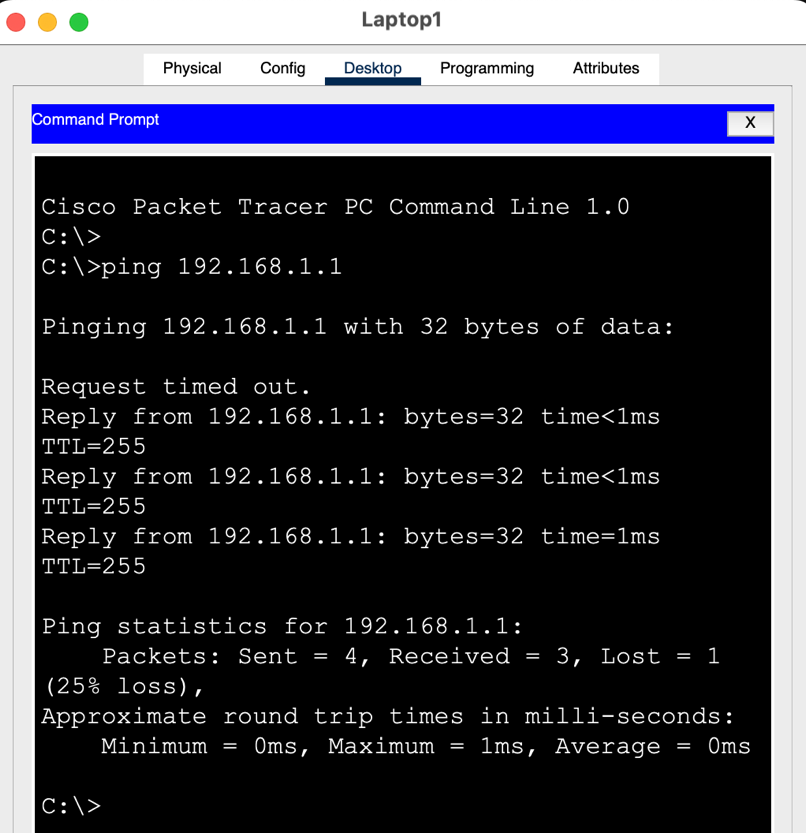 Laptop1
Physical Config Desktop Programming Attributes
Command Prompt
X
Cisco Packet Tracer PC Command Line 1.0
C:\>
C:\>ping 192.168.1.1
Pinging 192.168.1.1 with 32 bytes of data:
Request timed out.
Reply from 192.168.1.1: bytes=32 time<1ms
TTL=255
Reply from 192.168.1.1: bytes=32 time<1ms
TTL=255
Reply from 192.168.1.1: bytes=32 time=1ms
TTL=255
Ping statistics for 192.168.1.1:
Packets: Sent = 4, Received = 3, Lost = 1
(25% loss),
Approximate round trip times in milli-seconds:
Minimum = 0ms, Maximum = 1ms, Average = 0ms
C:\>